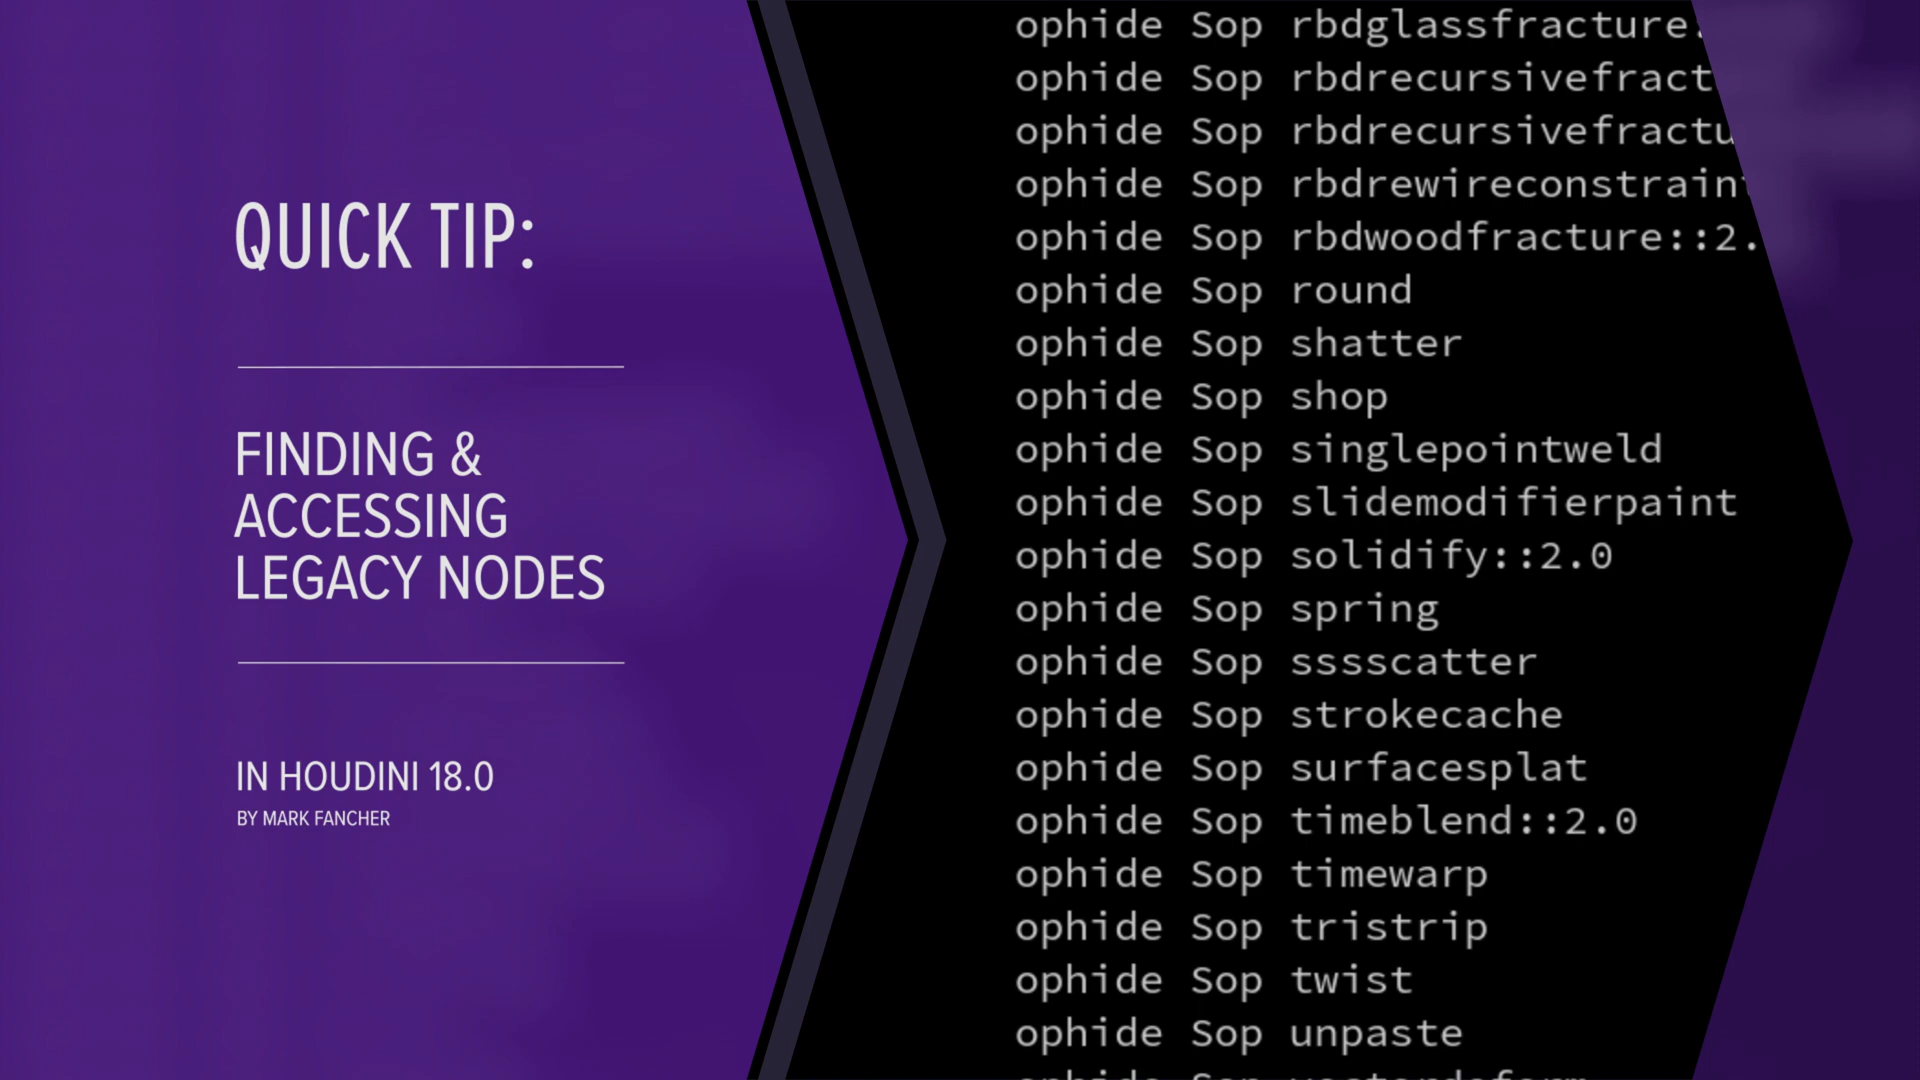 QUICK TIP:
FINDING &
ACCESSING
LEGACY NODES
IN HOUDINI 18.0
BY MARK FANCHER
ophide Sop rbdglassfracture.
ophide Sop rbdrecursivefract
ophide Sop rbdrecursivefractu
ophide Sop rbdrewireconstrain
ophide Sop rbdwoodfracture::2.
ophide Sop round
ophide Sop shatter
ophide Sop shop
ophide Sop singlepointweld
ophide Sop slidemodifierpaint
ophide Sop solidify::2.0
ophide Sop spring
ophide Sop sssscatter
ophide Sop strokecache
ophide Sop surfacesplat
ophide Sop timeblend::2.0
ophide Sop timewarp
ophide Sop tristrip
ophide Sop twist
ophide Sop unpaste